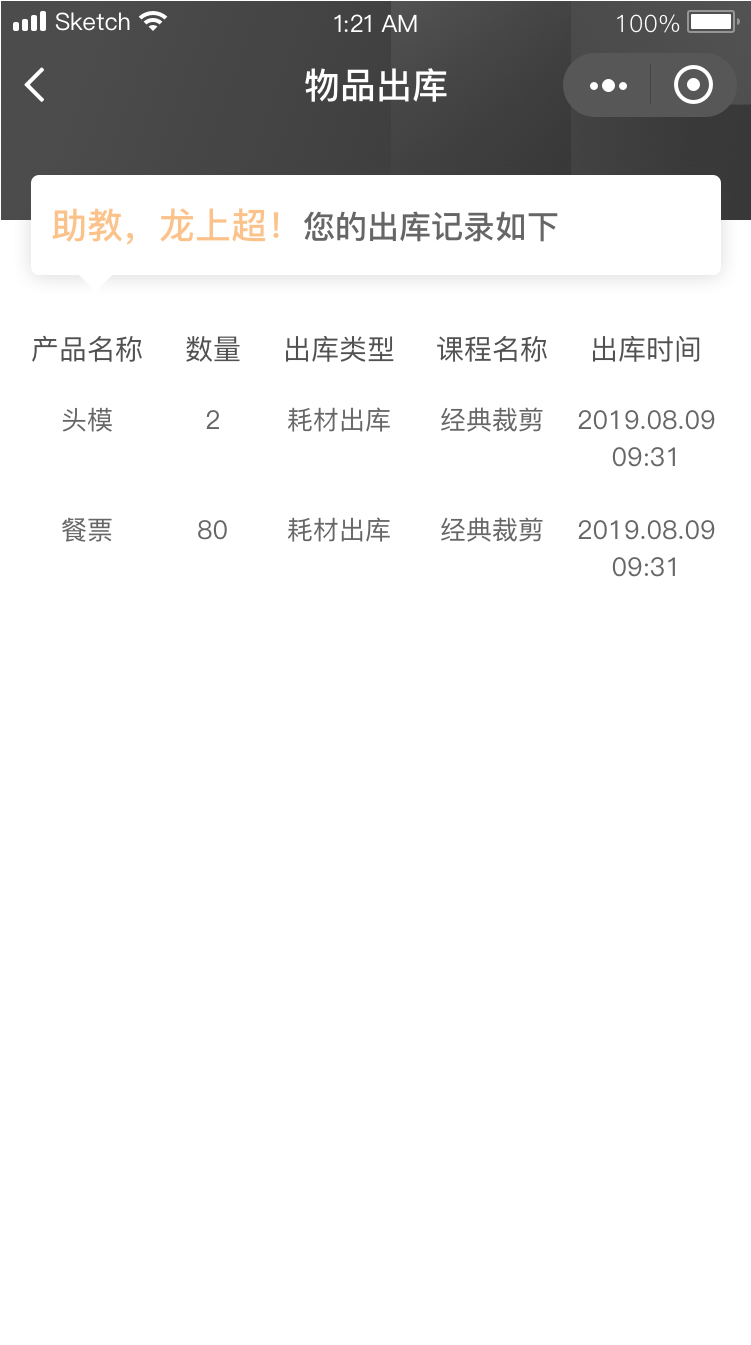 Sketch 1:21 AM 100%
物品出库
助教，龙上超！您的出库记录如下
产品名称 数量 出库类型 课程名称 出库时间
头模 2 耗材出库 经典裁剪 2019.08.09
09:31
餐票 80 耗材出库 经典裁剪 2019.08.09
09:31